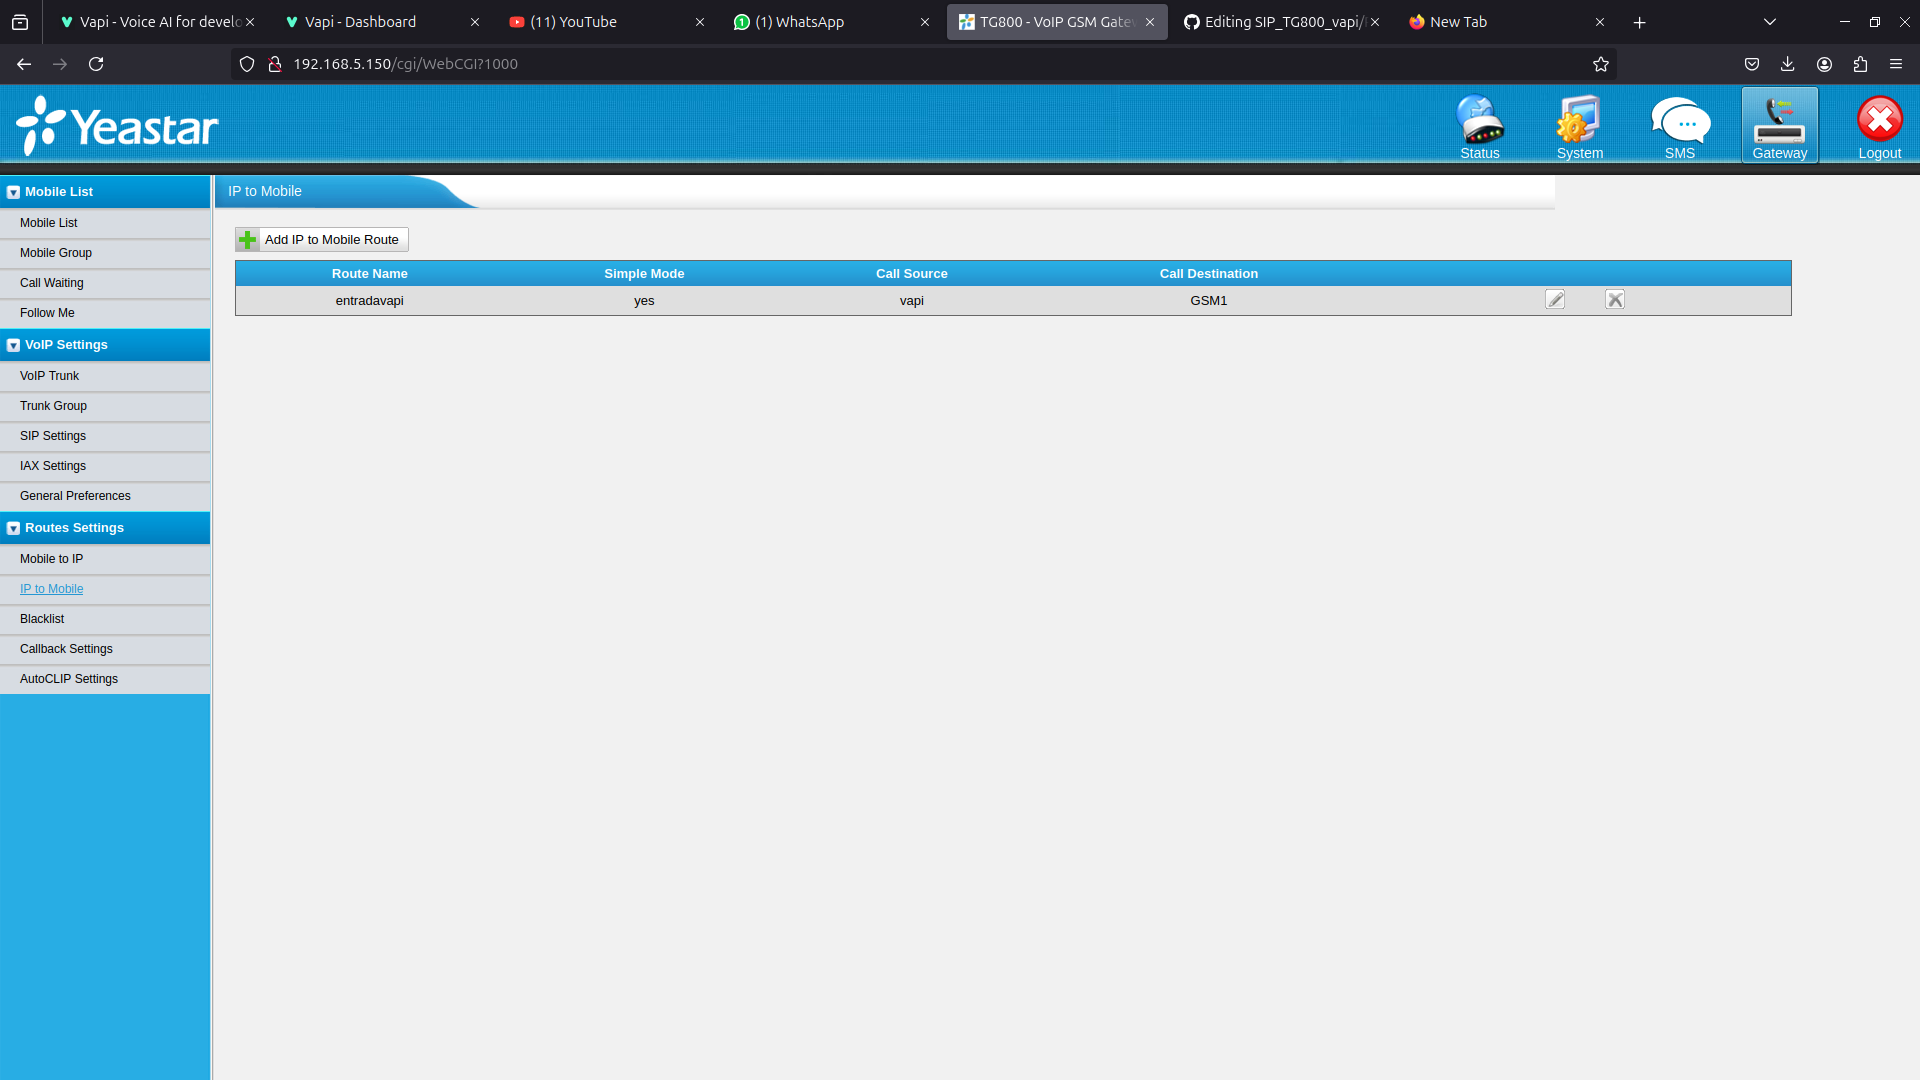 Vapi - Voice AI for develo
Vapi - Dashboard
(11) YouTube
(1) WhatsApp
TG800 - VoIP GSM Gatew
Editing SIP_TG800_vapi/
New Tab
192.168.5.150/cgi/WebCGI?1000
Yeastar
Status
System
SMS
Gateway
Logout
Mobile List
Mobile List
Mobile Group
Call Waiting
Follow Me
VoIP Settings
VoIP Trunk
Trunk Group
SIP Settings
IAX Settings
General Preferences
Routes Settings
Mobile to IP
IP to Mobile
Blacklist
Callback Settings
AutoCLIP Settings
IP to Mobile
Add IP to Mobile Route
Route Name Simple Mode Call Source Call Destination
entradavapi yes vapi GSM1